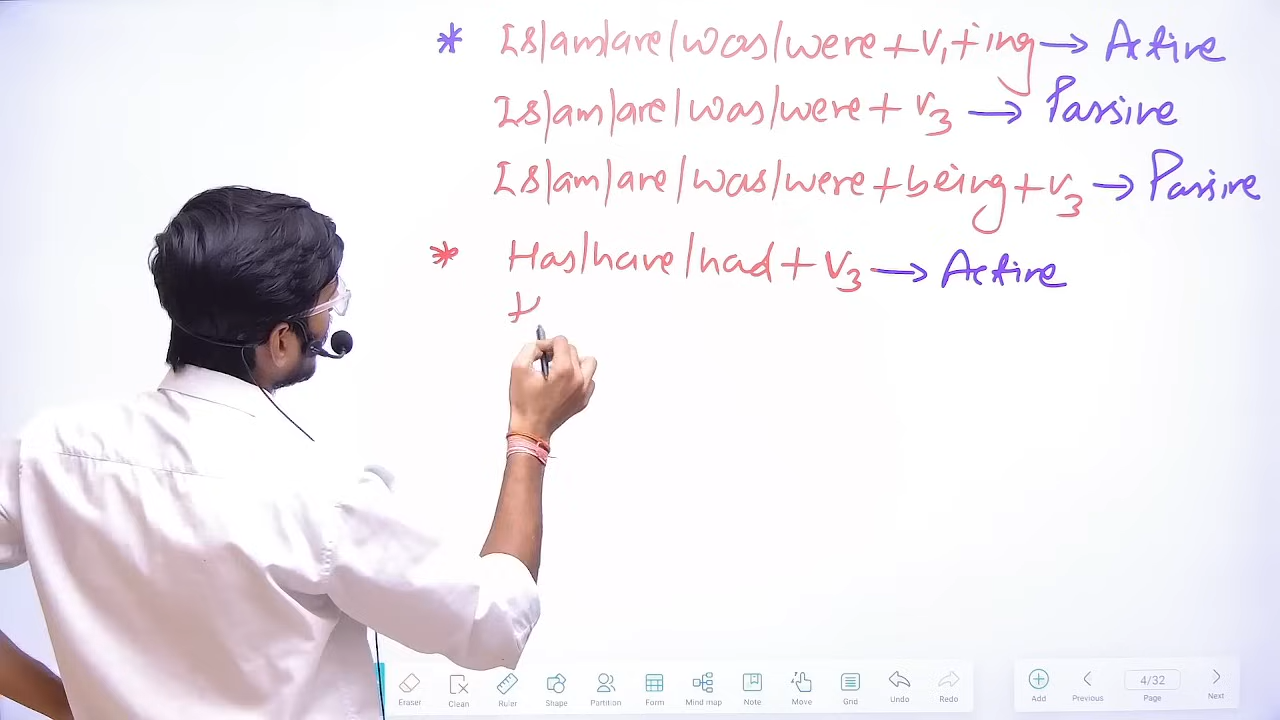 * Is|am|are|was|were + V1 + ing → Active
Is|am|are|was|were + V3 → Passive
Is|am|are|was|were + being + V3 → Passive
* Has|have|had + V3 → Active
Eraser Clean Ruler Shape Partition Form Mind map Note Move Grid Undo Redo Add Previous 4/32 Page Next